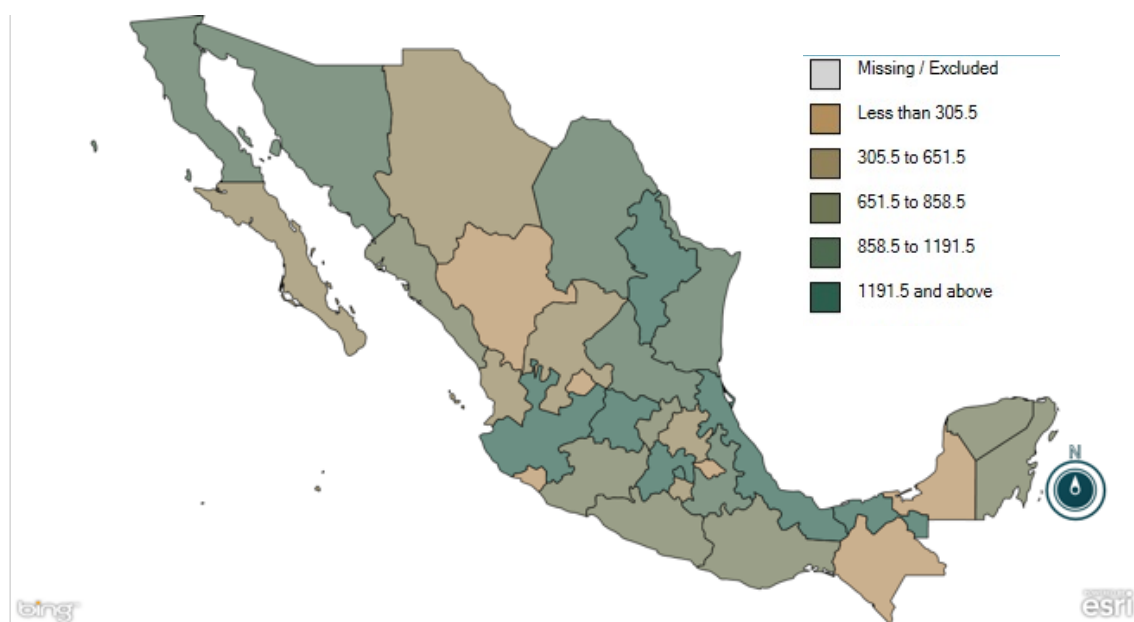 Missing / Excluded
Less than 305.5
305.5 to 651.5
651.5 to 858.5
858.5 to 1191.5
1191.5 and above
N
bing
esri